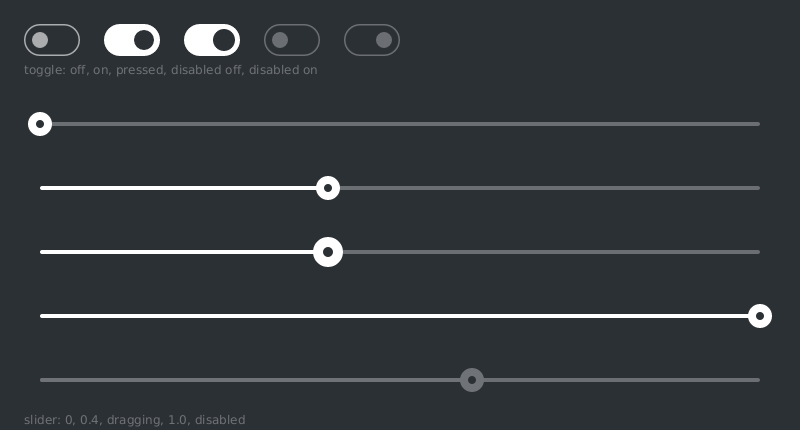 toggle: off, on, pressed, disabled off, disabled on
slider: 0, 0.4, dragging, 1.0, disabled